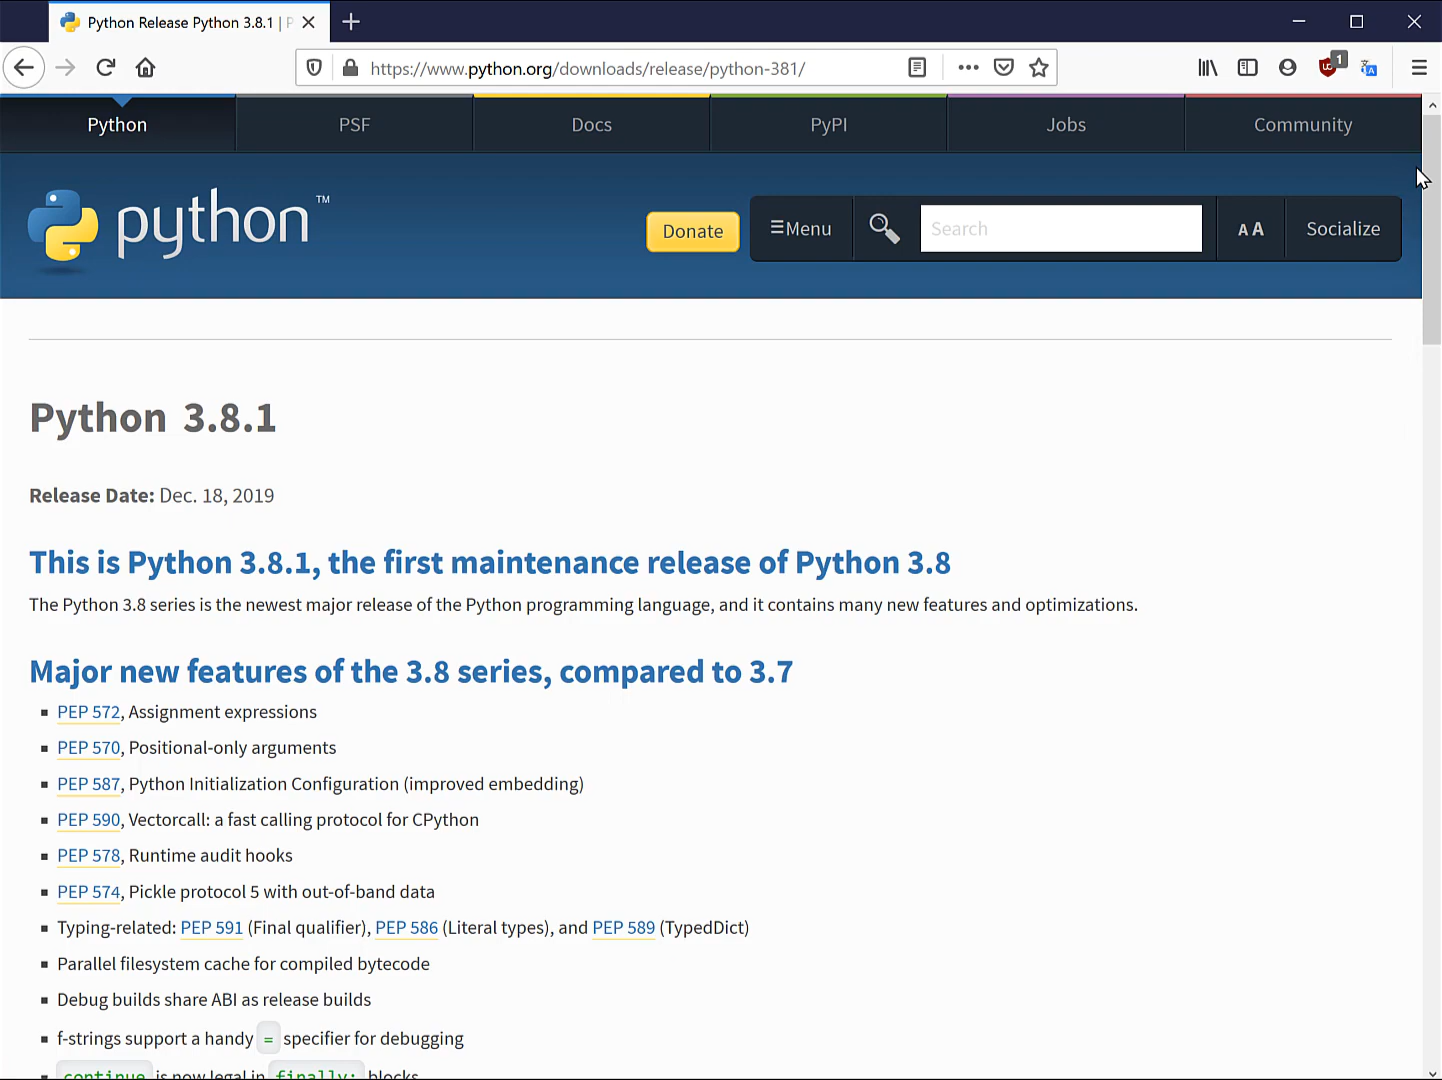 Python Release Python 3.8.1 | P
1
https://www.python.org/downloads/release/python-381/
Python PSF Docs PyPI Jobs Community
python™
Donate ☰Menu Search A A Socialize
Python 3.8.1
Release Date: Dec. 18, 2019
This is Python 3.8.1, the first maintenance release of Python 3.8
The Python 3.8 series is the newest major release of the Python programming language, and it contains many new features and optimizations.
Major new features of the 3.8 series, compared to 3.7
PEP 572, Assignment expressions
PEP 570, Positional-only arguments
PEP 587, Python Initialization Configuration (improved embedding)
PEP 590, Vectorcall: a fast calling protocol for CPython
PEP 578, Runtime audit hooks
PEP 574, Pickle protocol 5 with out-of-band data
Typing-related: PEP 591 (Final qualifier), PEP 586 (Literal types), and PEP 589 (TypedDict)
Parallel filesystem cache for compiled bytecode
Debug builds share ABI as release builds
f-strings support a handy = specifier for debugging
continue is now legal in finally: blocks